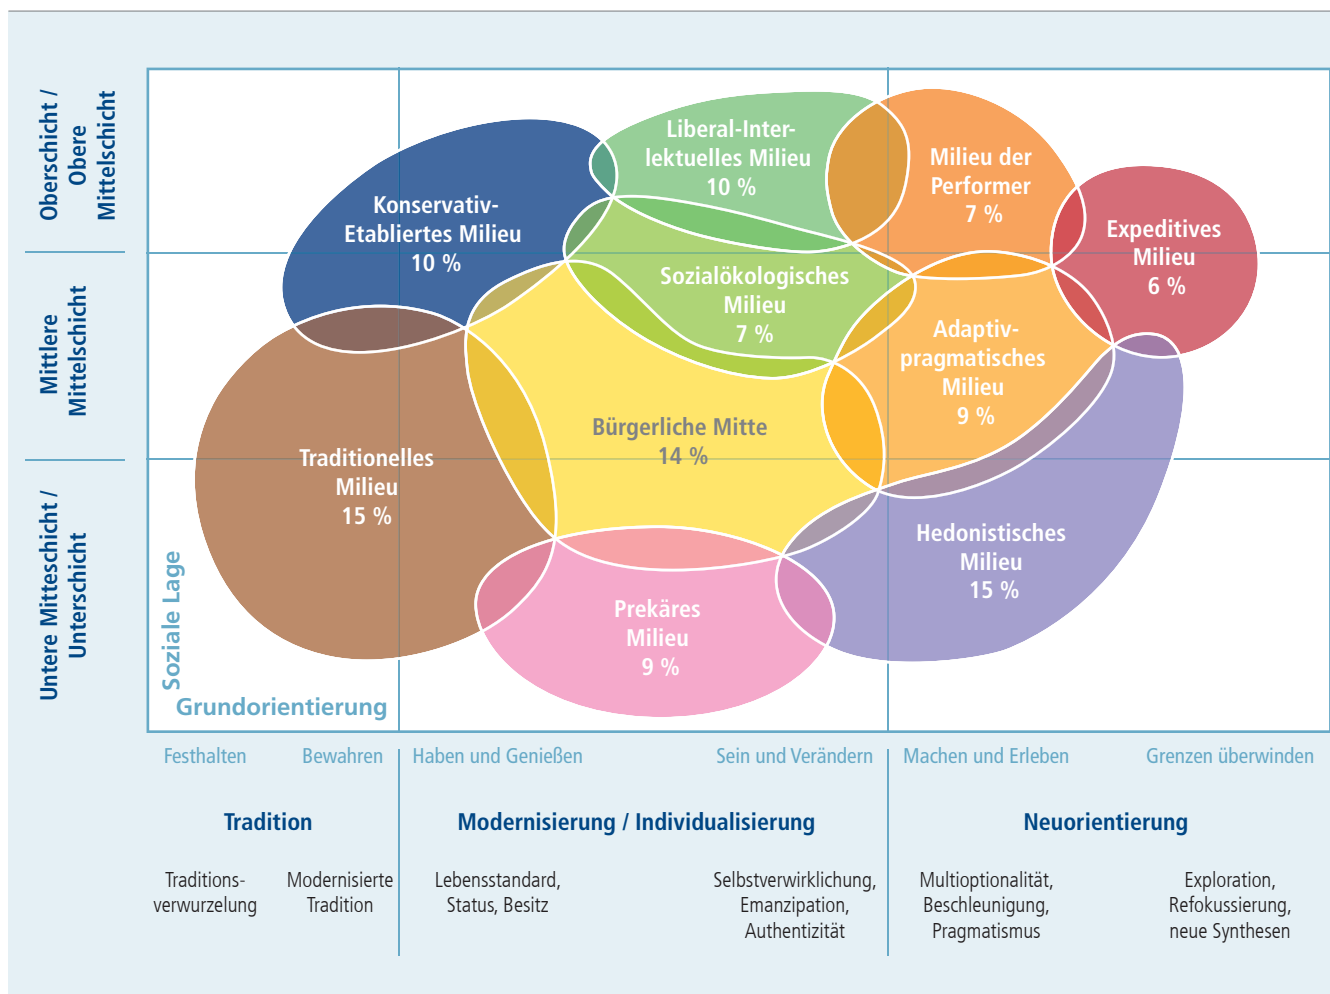 Oberschicht /
Obere
Mittelschicht
Mittlere
Mittelschicht
Untere Mitteschicht /
Unterschicht
Soziale Lage
Grundorientierung
Konservativ-
Etabliertes Milieu
10 %
Liberal-Inter-
lektuelles Milieu
10 %
Milieu der
Performer
7 %
Expeditives
Milieu
6 %
Sozialökologisches
Milieu
7 %
Adaptiv-
pragmatisches
Milieu
9 %
Bürgerliche Mitte
14 %
Traditionelles
Milieu
15 %
Hedonistisches
Milieu
15 %
Prekäres
Milieu
9 %
Festhalten
Bewahren
Haben und Genießen
Sein und Verändern
Machen und Erleben
Grenzen überwinden
Tradition
Modernisierung / Individualisierung
Neuorientierung
Traditions-
verwurzelung
Modernisierte
Tradition
Lebensstandard,
Status, Besitz
Selbstverwirklichung,
Emanzipation,
Authentizität
Multioptionalität,
Beschleunigung,
Pragmatismus
Exploration,
Refokussierung,
neue Synthesen